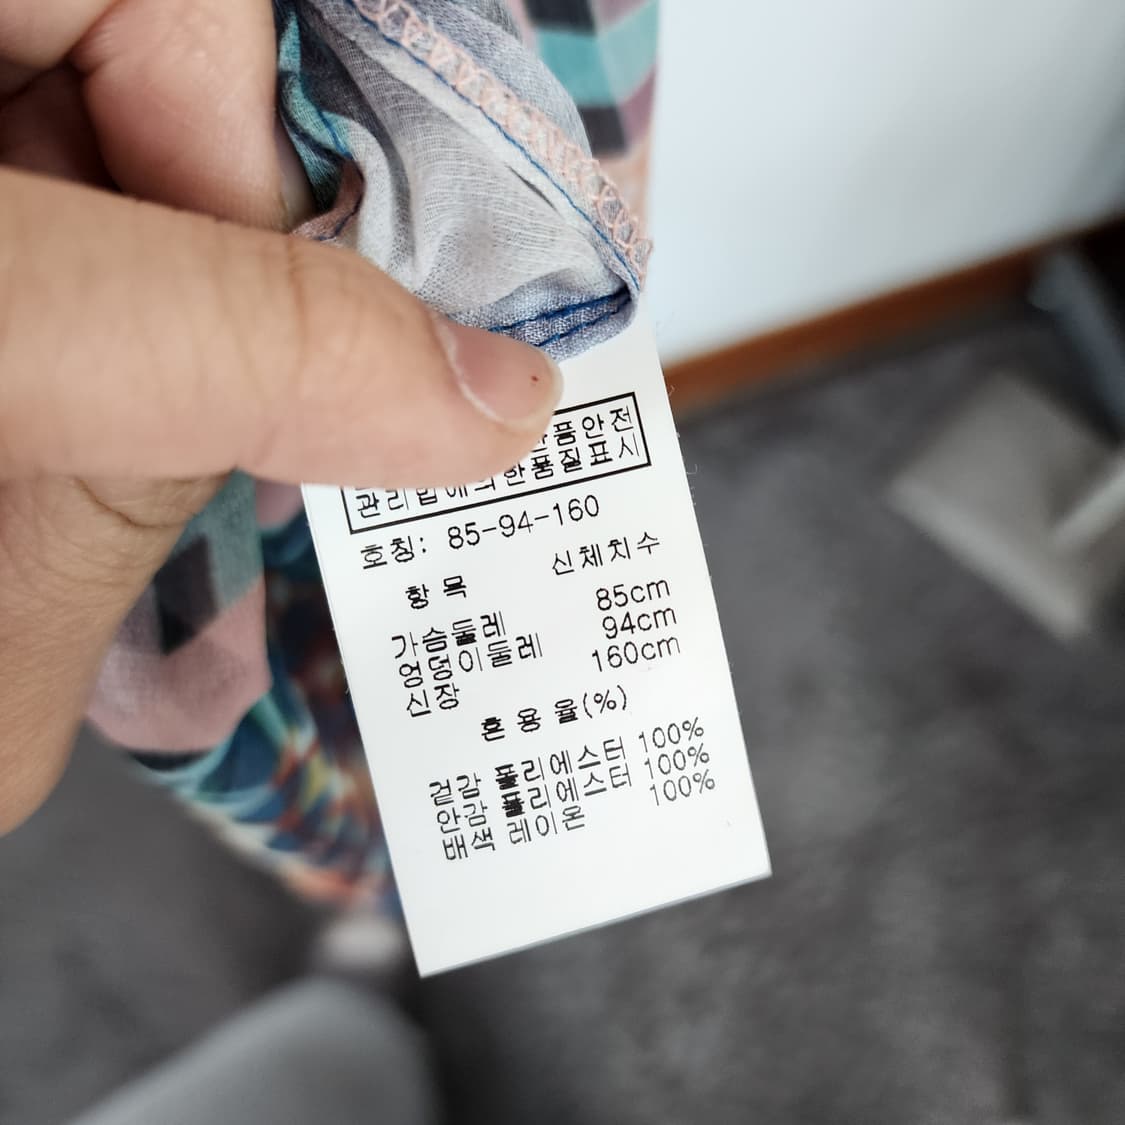 안전
관리법에의한품질표시
호칭: 85-94-160
항 목 신체치수
가슴둘레 85cm
엉덩이둘레 94cm
신장 160cm
혼 용 율(%)
겉감 폴리에스터 100%
안감 폴리에스터 100%
배색 레이온 100%